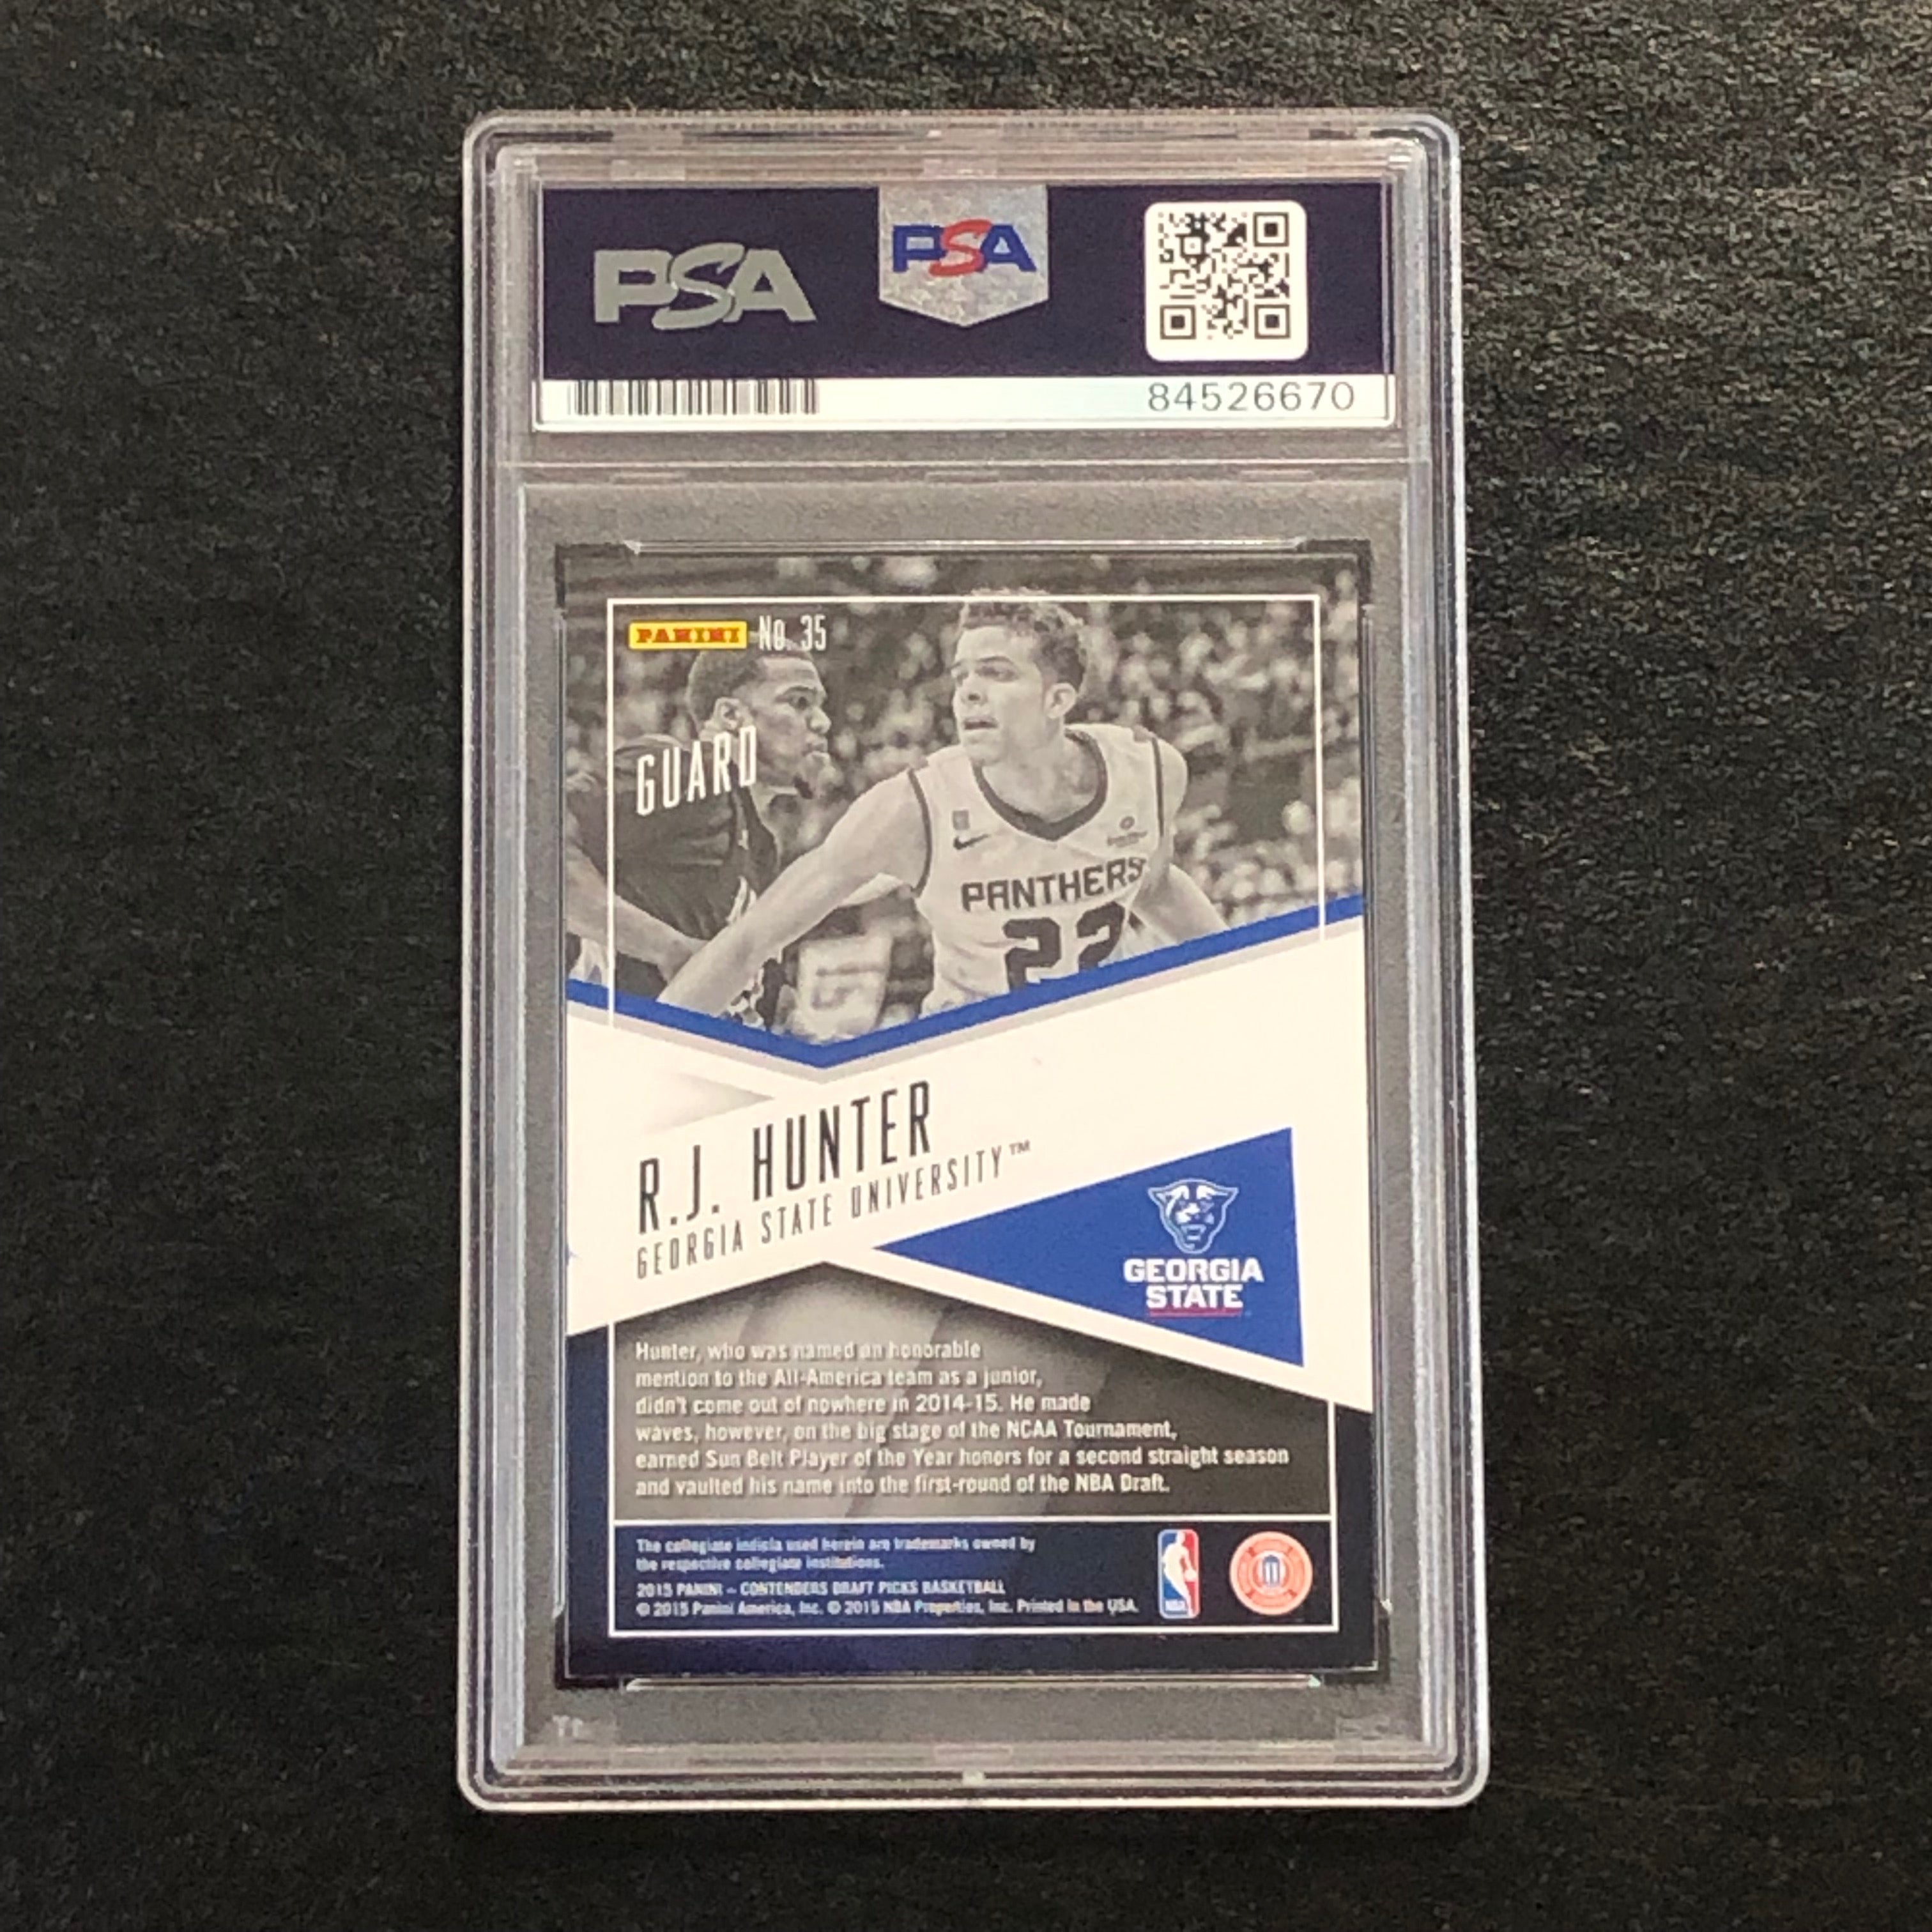 PSA
PSA
84526670
PANINI No. 35
GUARD
PANTHERS
22
R.J. HUNTER
GEORGIA STATE UNIVERSITY™
GEORGIA
STATE
Hunter, who was named an honorable
mention to the All-America team as a junior,
didn't come out of nowhere in 2014-15. He made
waves, however, on the big stage of the NCAA Tournament,
earned Sun Belt Player of the Year honors for a second straight season
and vaulted his name into the first-round of the NBA Draft.
The collegiate indicia used herein are trademarks owned by
the respective collegiate institutions.
2015 PANINI – CONTENDERS DRAFT PICKS BASKETBALL
© 2015 Panini America, Inc. © 2015 NBA Properties, Inc. Printed in the USA.
NBA